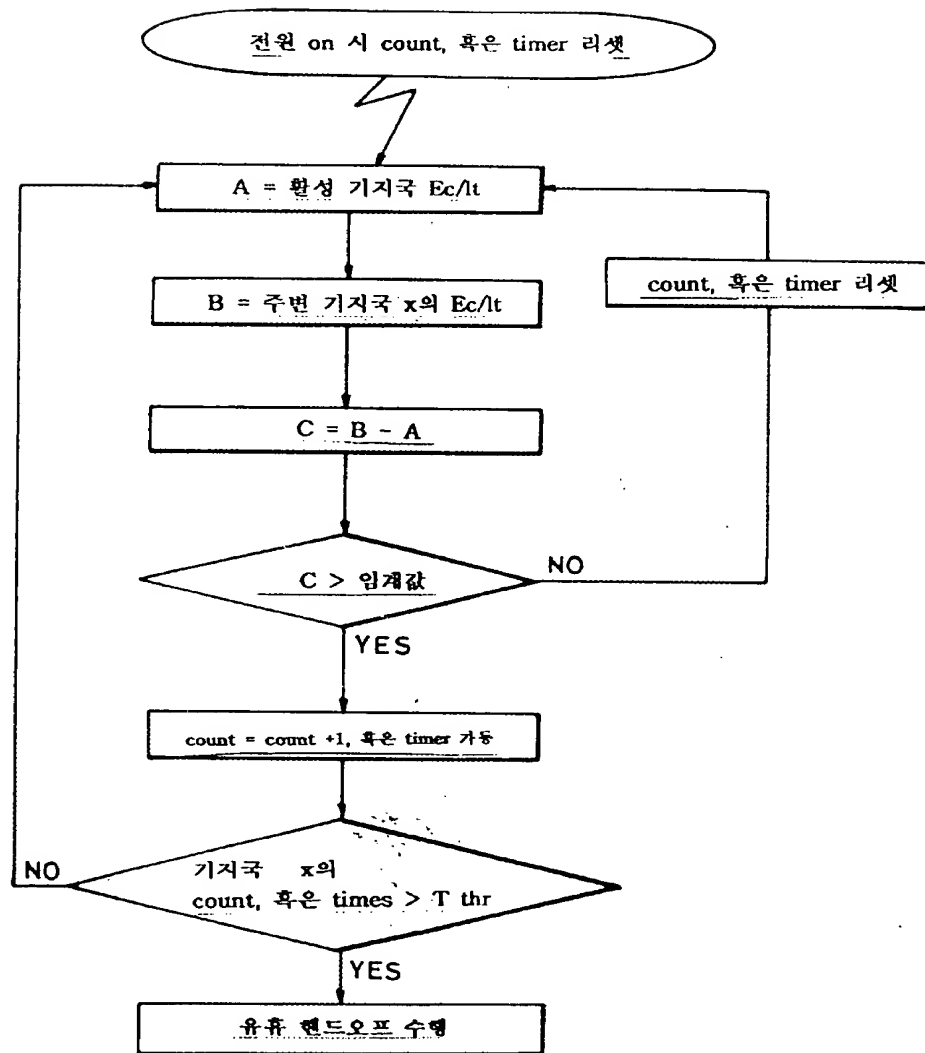 전원 on 시 count, 혹은 timer 리셋
A = 환성 기지국 Ec/lt
B = 주변 기지국 x의 Ec/lt
count, 혹은 timer 리셋
C = B - A
C > 임계값
NO
YES
count = count +1, 혹은 timer 가동
기지국 x의
count, 혹은 times > T thr
NO
YES
유휴 핸드오프 수행